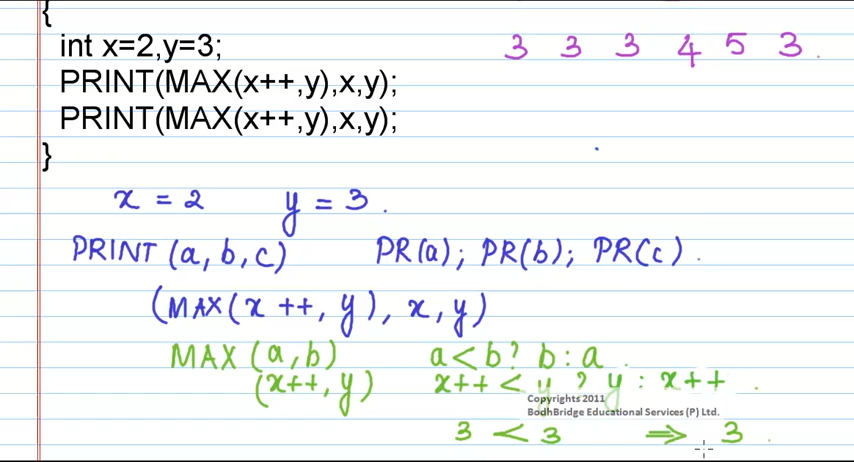 {
int x=2,y=3; 3 3 3 4 5 3.
PRINT(MAX(x++,y),x,y);
PRINT(MAX(x++,y),x,y);
}
x = 2 y = 3.
PRINT (a, b, c) PR(a); PR(b); PR(c).
(MAX(x ++, y), x, y)
MAX (a, b) a < b? b : a.
(x++, y) x++ < y ? y : x++.
Copyrights 2011
BodhBridge Educational Services (P) Ltd.
3 < 3 ⇒ 3.